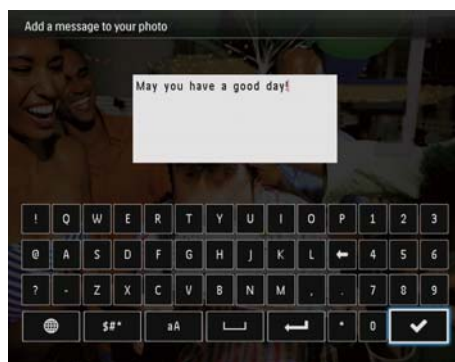 Add a message to your photo
May you have a good day!
! Q W E R T Y U I O P 1 2 3
@ A S D F G H J K L ← 4 5 6
? - Z X C V B N M , . 7 8 9
$#* aA * 0